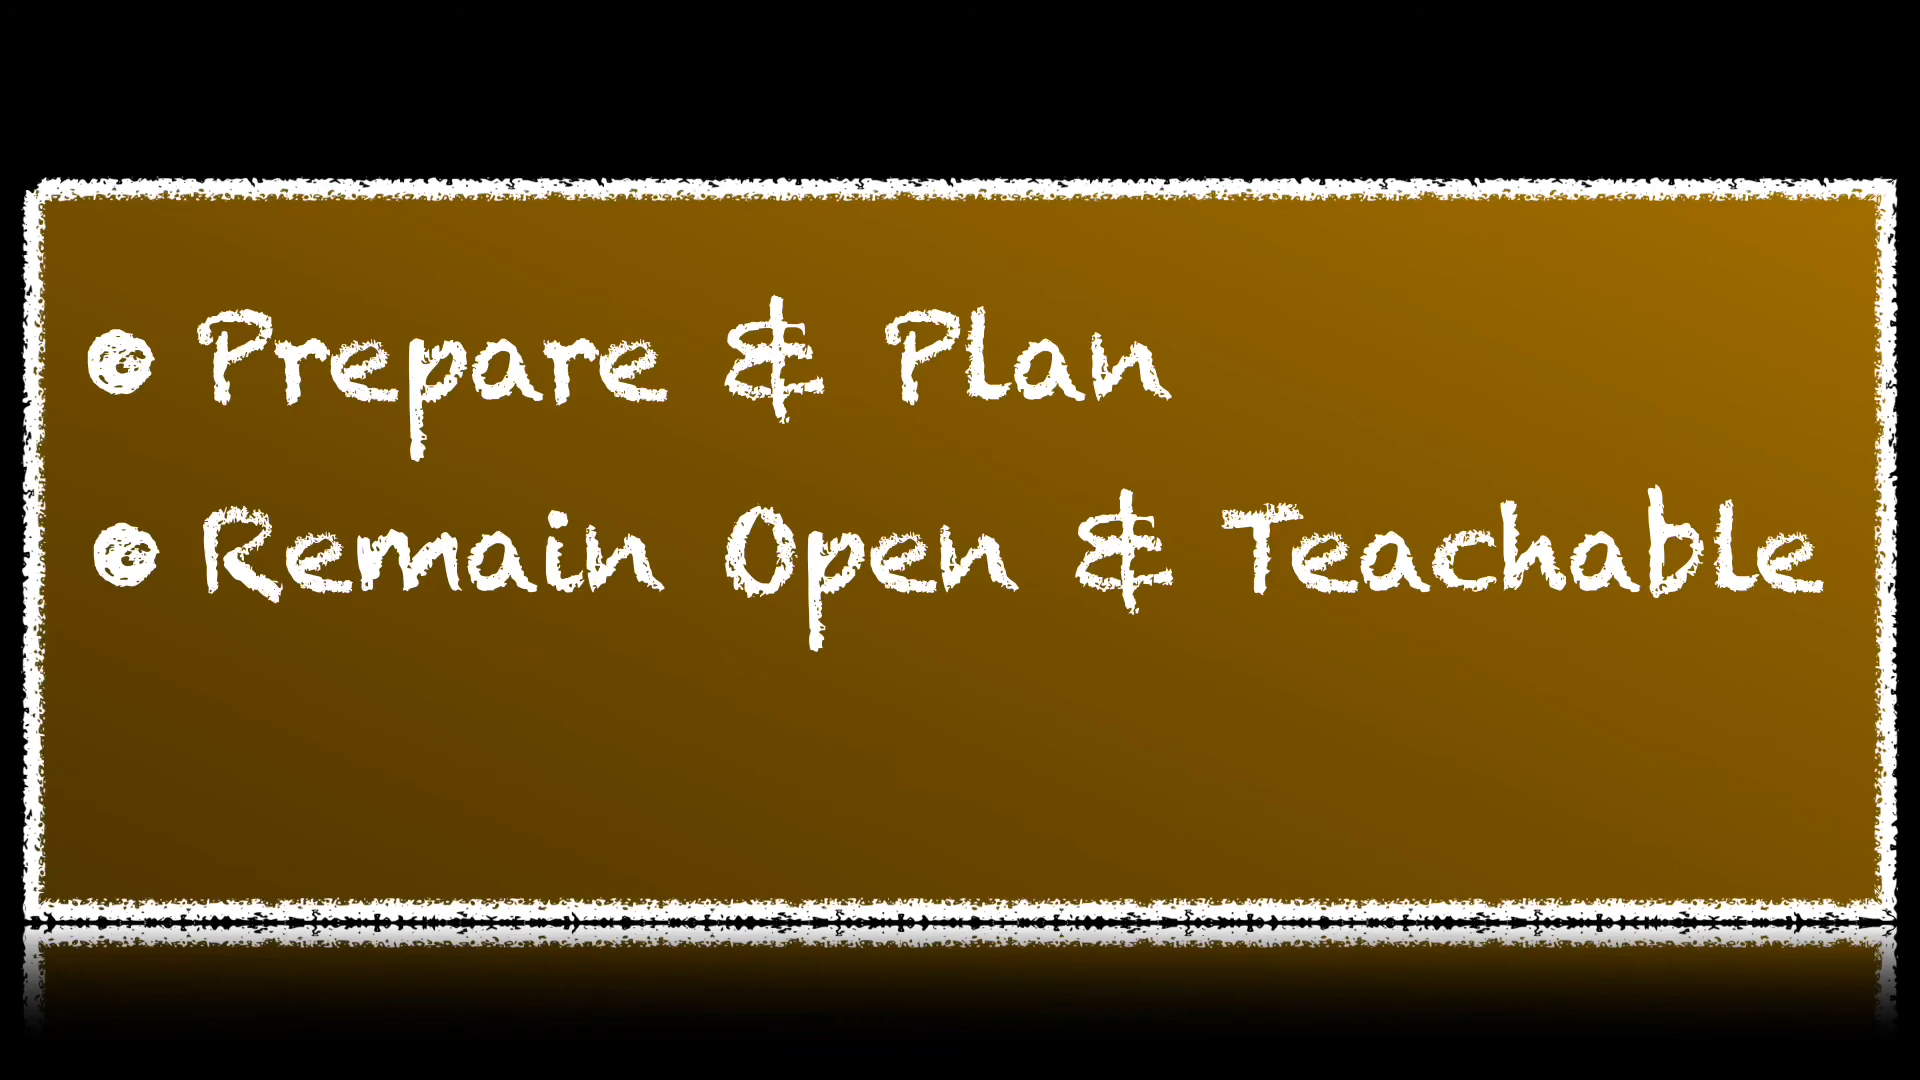 • Prepare & Plan
• Remain Open & Teachable